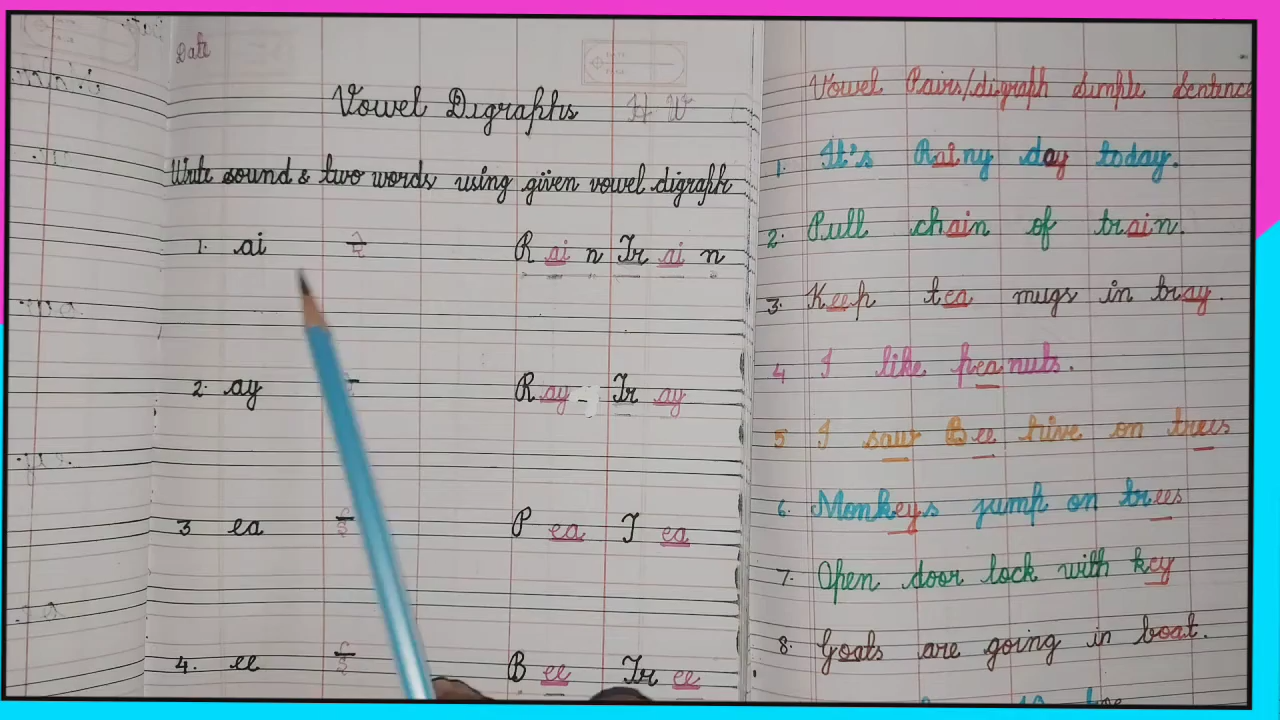 Date
Vowel Digraphs H W
Write sound & two words using given vowel digraph
1. ai Rain Train
2. ay Ray - Tray
3 ea Pea Tea
4. ee Bee Tree
Vowel Pairs/digraph Simple Sentence
1. It's Rainy day today.
2. Pull chain of train.
3. Keep tea mugs in tray.
4 I like peanuts.
5 I saw Bee hive on trees
6. Monkeys jump on trees
7. Open door lock with key
8. Goats are going in boat.